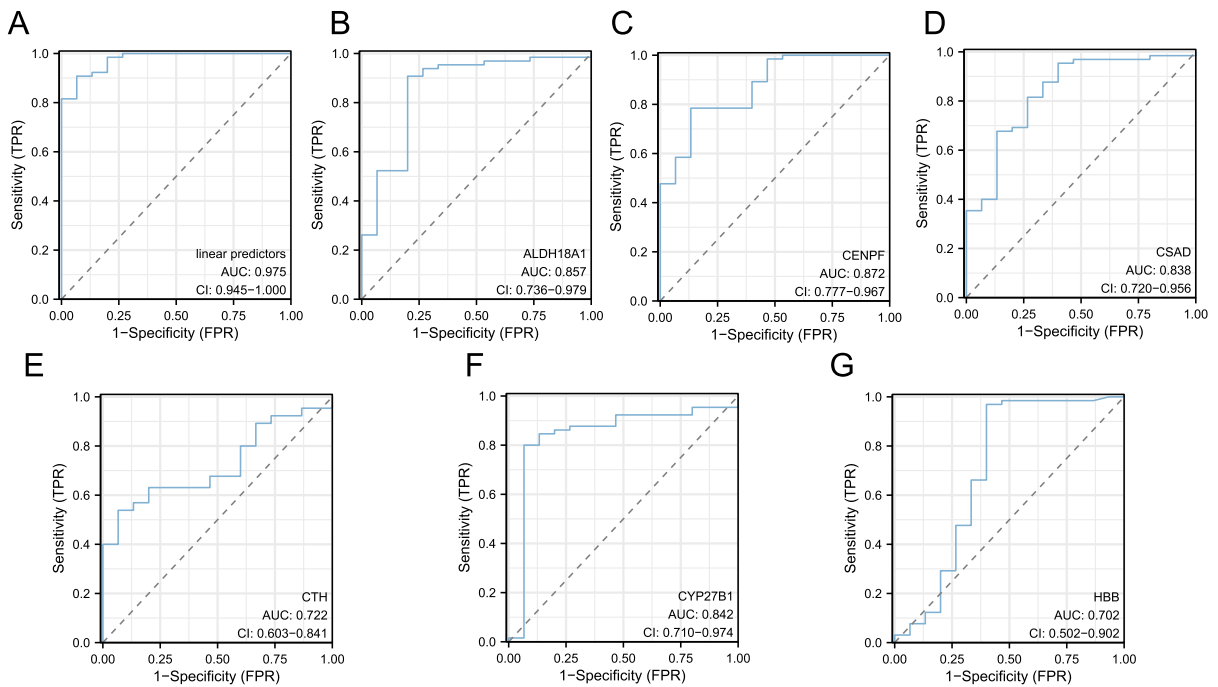 A
1.0
0.8
0.6
0.4
0.2
0.0
Sensitivity (TPR)
linear predictors
AUC: 0.975
CI: 0.945−1.000
0.00 0.25 0.50 0.75 1.00
1−Specificity (FPR)
B
1.0
0.8
0.6
0.4
0.2
0.0
Sensitivity (TPR)
ALDH18A1
AUC: 0.857
CI: 0.736−0.979
0.00 0.25 0.50 0.75 1.00
1−Specificity (FPR)
C
1.0
0.8
0.6
0.4
0.2
0.0
Sensitivity (TPR)
CENPF
AUC: 0.872
CI: 0.777−0.967
0.00 0.25 0.50 0.75 1.00
1−Specificity (FPR)
D
1.0
0.8
0.6
0.4
0.2
0.0
Sensitivity (TPR)
CSAD
AUC: 0.838
CI: 0.720−0.956
0.00 0.25 0.50 0.75 1.00
1−Specificity (FPR)
E
1.0
0.8
0.6
0.4
0.2
0.0
Sensitivity (TPR)
CTH
AUC: 0.722
CI: 0.603−0.841
0.00 0.25 0.50 0.75 1.00
1−Specificity (FPR)
F
1.0
0.8
0.6
0.4
0.2
0.0
Sensitivity (TPR)
CYP27B1
AUC: 0.842
CI: 0.710−0.974
0.00 0.25 0.50 0.75 1.00
1−Specificity (FPR)
G
1.0
0.8
0.6
0.4
0.2
0.0
Sensitivity (TPR)
HBB
AUC: 0.702
CI: 0.502−0.902
0.00 0.25 0.50 0.75 1.00
1−Specificity (FPR)